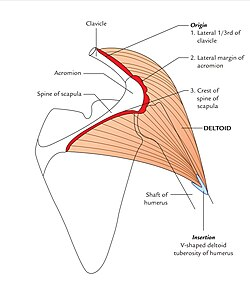 Clavicle
Origin
1. Lateral 1/3rd of
clavicle
2. Lateral margin of
acromion
Acromion
3. Crest of
spine of
scapula
Spine of scapula
DELTOID
Shaft of
humerus
Insertion
V-shaped deltoid
tuberosity of humerus